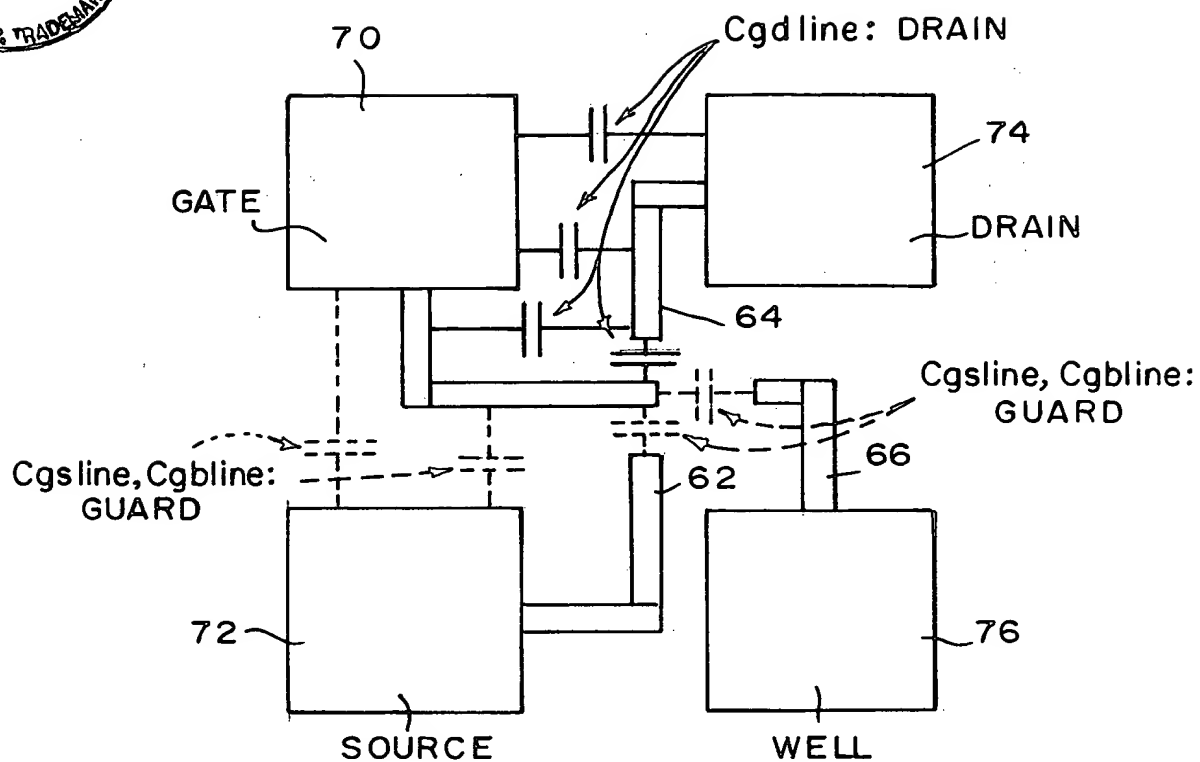 TRADEMARK
70
Cgdline: DRAIN
74
GATE
DRAIN
64
Cgsline, Cgbline:
GUARD
66
Cgsline, Cgbline:
GUARD
62
72
76
SOURCE
WELL